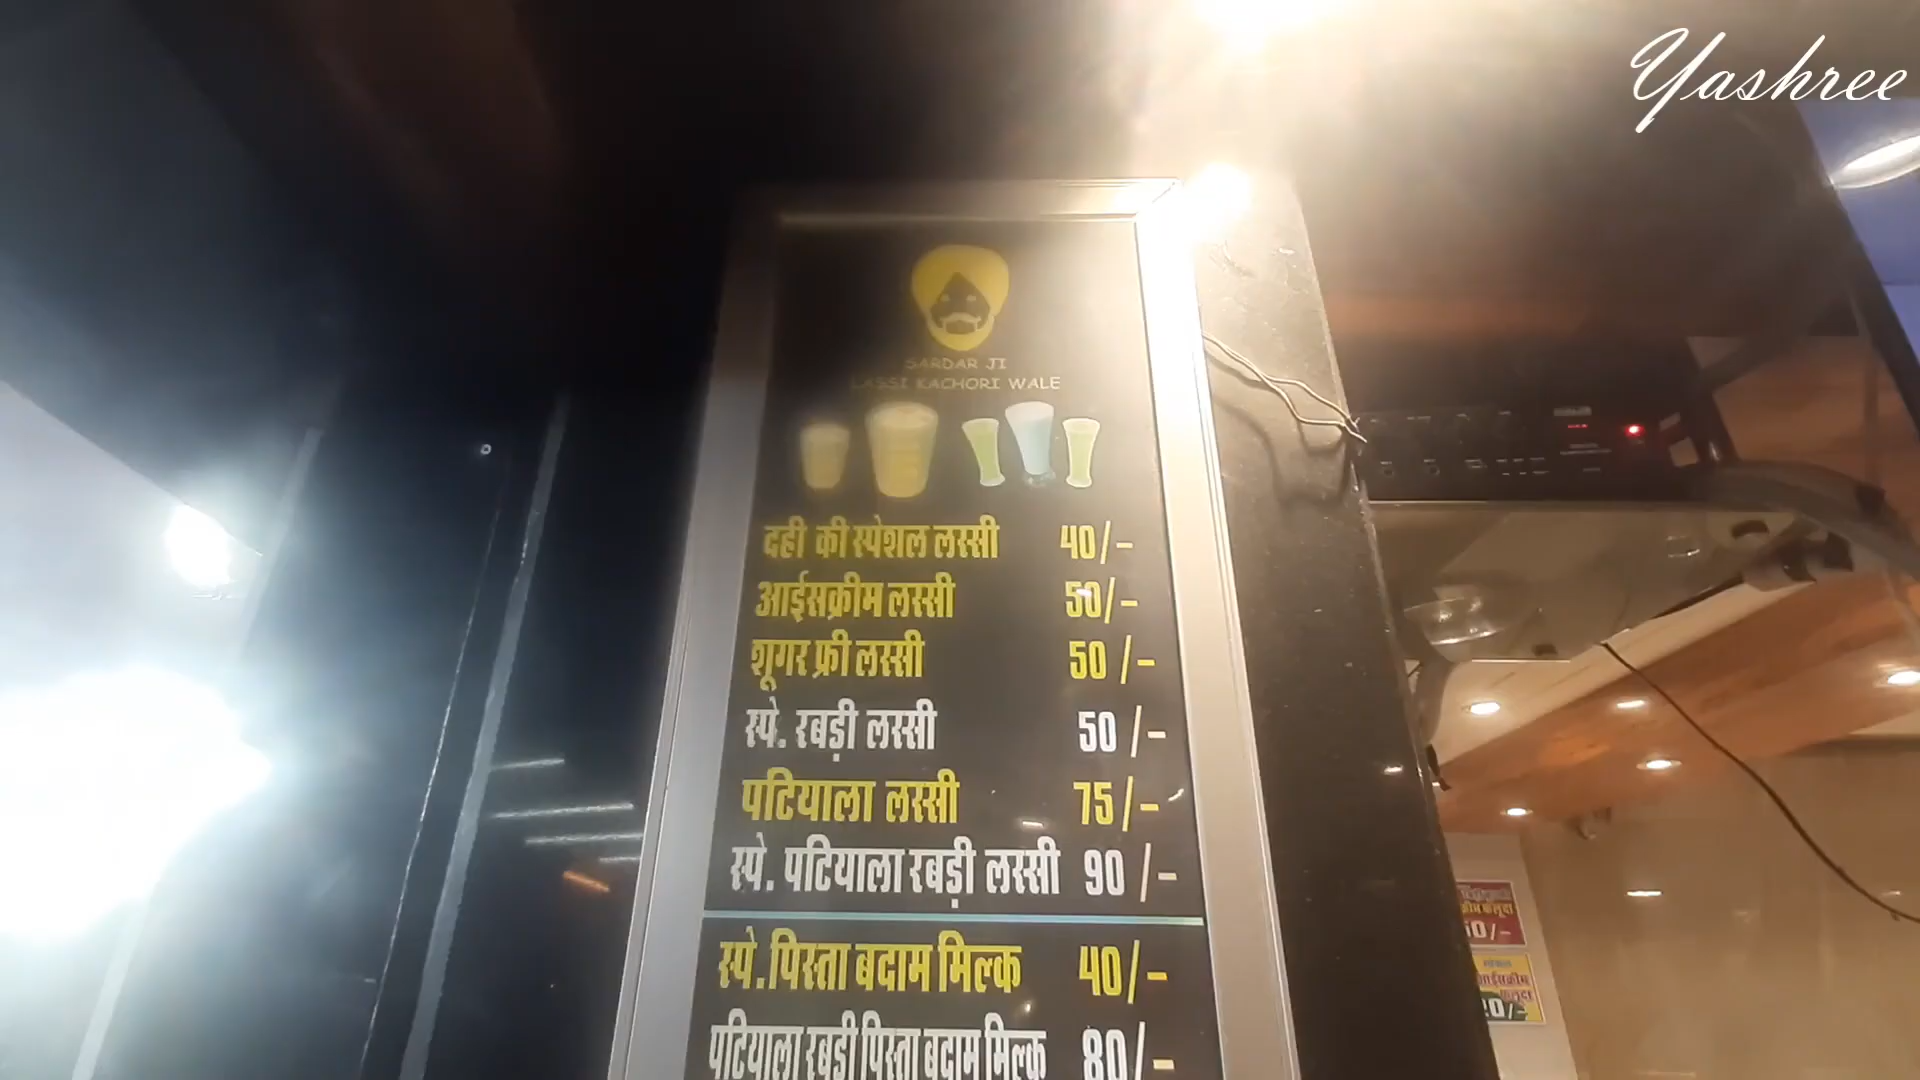 Yashree
SARDAR JI
LASSI KACHORI WALE
दही की स्पेशल लस्सी 40/-
आईसक्रीम लस्सी 50/-
शूगर फ्री लस्सी 50/-
स्पे. रबड़ी लस्सी 50/-
पटियाला लस्सी 75/-
स्पे. पटियाला रबड़ी लस्सी 90/-
स्पे. पिस्ता बदाम मिल्क 40/-
पटियाला रबड़ी पिस्ता बदाम मिल्क 80/-